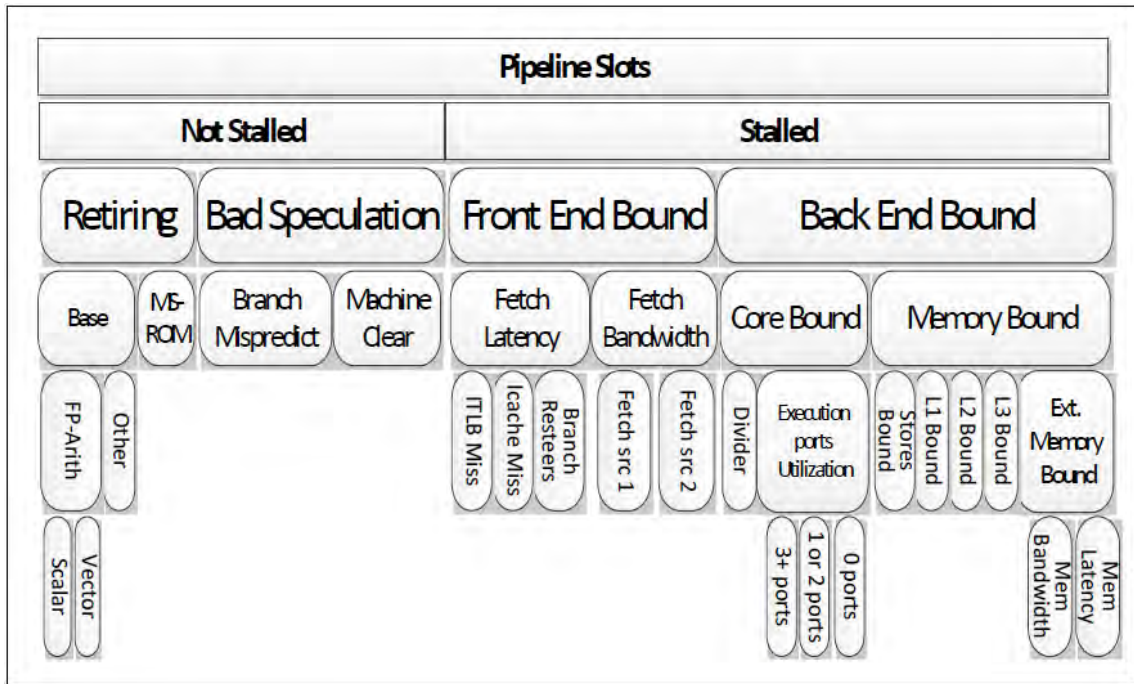 Pipeline Slots
Not Stalled
Stalled
Retiring
Bad Speculation
Front End Bound
Back End Bound
Base
MS-
ROM
Branch
Mispredict
Machine
Clear
Fetch
Latency
Fetch
Bandwidth
Core Bound
Memory Bound
FP-Arith
Other
ITLB Miss
Icache Miss
Branch
Resteers
Fetch src 1
Fetch src 2
Divider
Execution
ports
Utilization
Stores
Bound
L1 Bound
L2 Bound
L3 Bound
Ext.
Memory
Bound
Scalar
Vector
3+ ports
1 or 2 ports
0 ports
Mem
Bandwidth
Mem
Latency